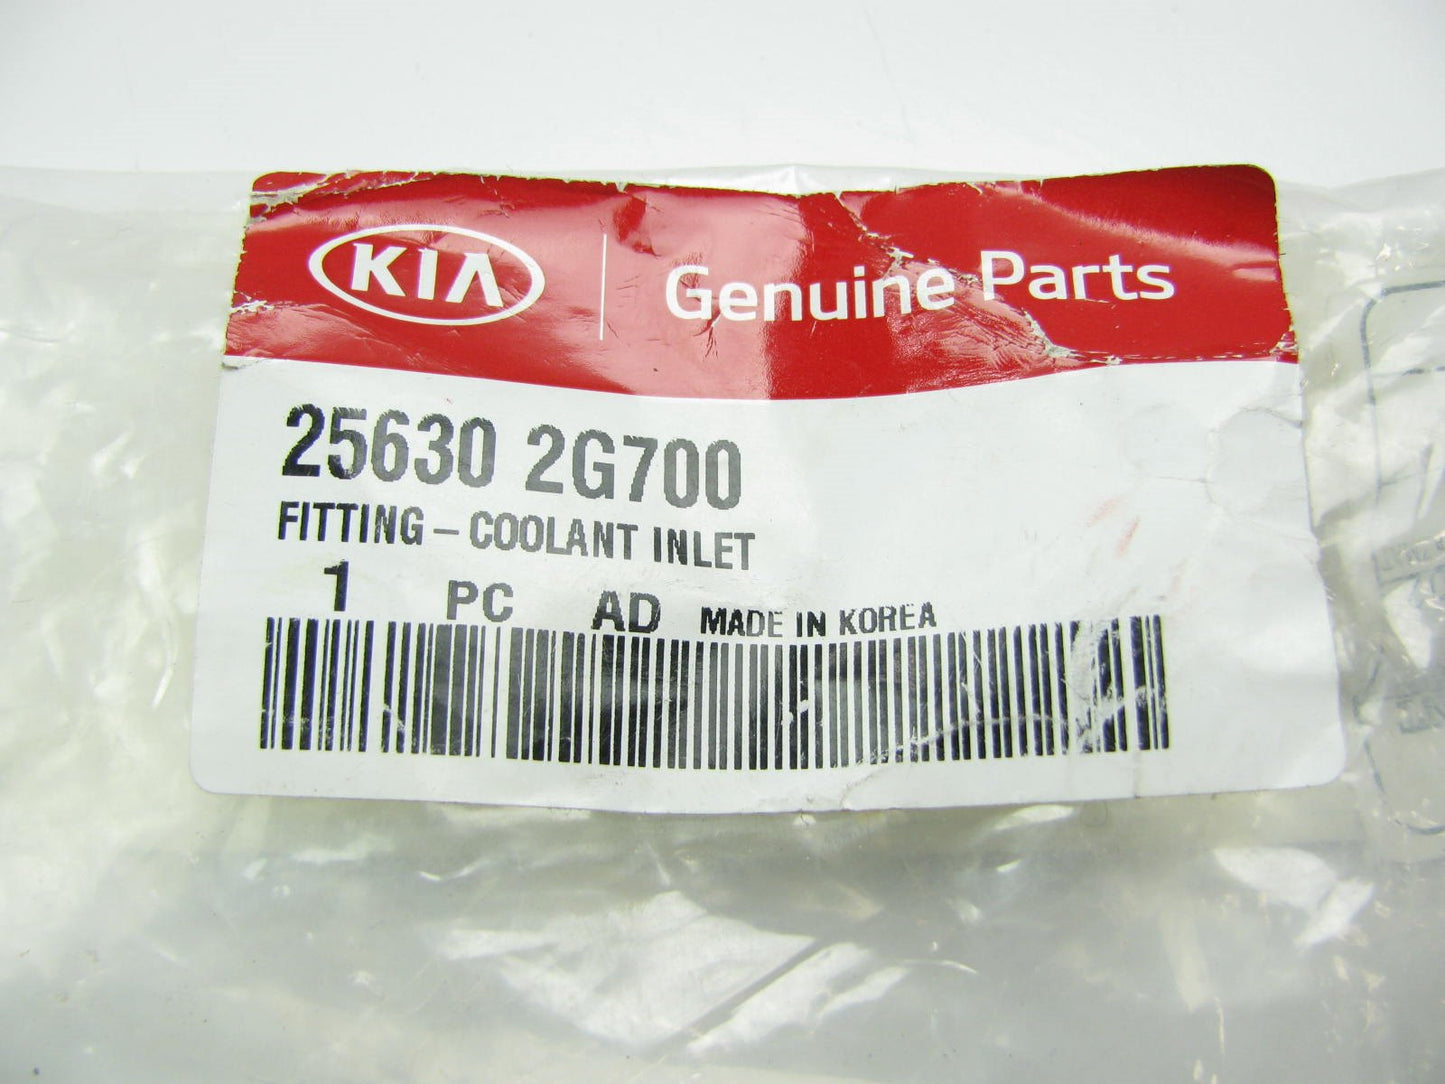 KIA Genuine Parts
25630 2G700
FITTING - COOLANT INLET
1 PC AD MADE IN KOREA